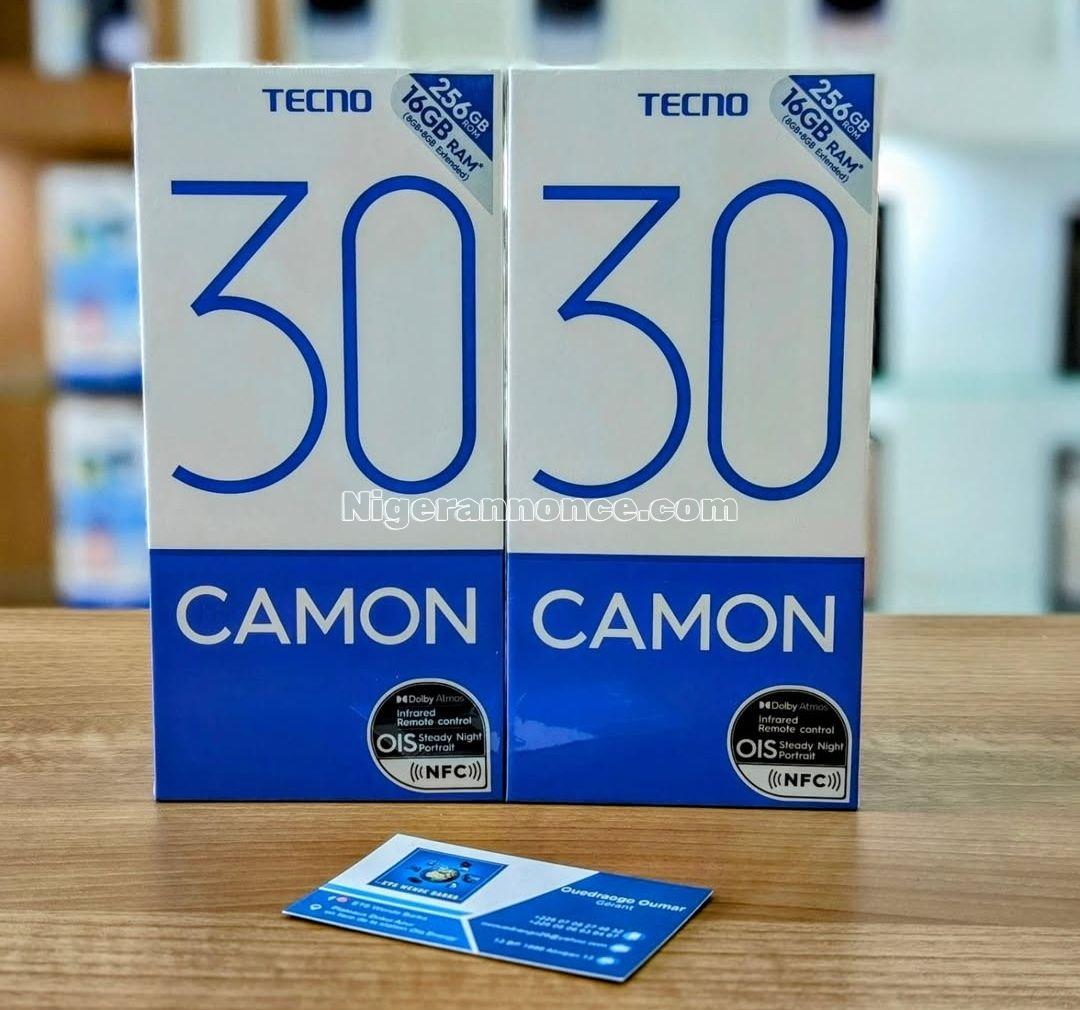 TECNO
256GB
ROM
16GB RAM*
(8GB+8GB Extended)
30
CAMON
Dolby Atmos
Infrared
Remote control
OIS Steady Night
Portrait
NFC
TECNO
256GB
ROM
16GB RAM*
(8GB+8GB Extended)
30
CAMON
Dolby Atmos
Infrared
Remote control
OIS Steady Night
Portrait
NFC
Nigerannonce.com
Ouedraogo Oumar
Gérant